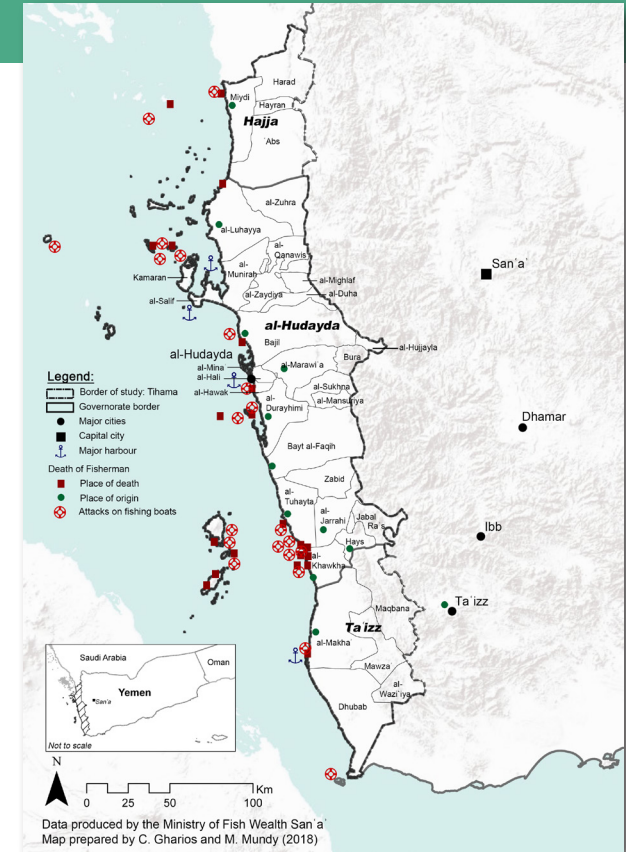 Harad
Miydi
Hayran
Hajja
'Abs
al-Zuhra
al-Luhayya
al-
Qanawis
al-
Munirah
Kamaran
al-Mighlaf
al-Duha
al-Zaydiya
al-Salif
San'a'
al-Hudayda
Bajil
al-Hujjayla
Bura
al-Hudayda
al-Marawi'a
al-Mina
al-Hali
al-Hawak
al-Sukhna
al-Mansuriya
al-
Durayhimi
Bayt al-Faqih
Dhamar
Zabid
al-
Tuhayta
al-
Jarrahi
Jabal
Ra's
Hays
al-
Khawkha
Ibb
Ta'izz
Maqbana
Ta'izz
al-Makha
Mawza
al-
Wazi'iya
Dhubab
Legend:
Border of study: Tihama
Governorate border
Major cities
Capital city
Major harbour
Death of Fisherman
Place of death
Place of origin
Attacks on fishing boats
Saudi Arabia
Oman
Yemen
San'a
Not to scale
N
Km
0 25 50 100
Data produced by the Ministry of Fish Wealth San'a'
Map prepared by C. Gharios and M. Mundy (2018)